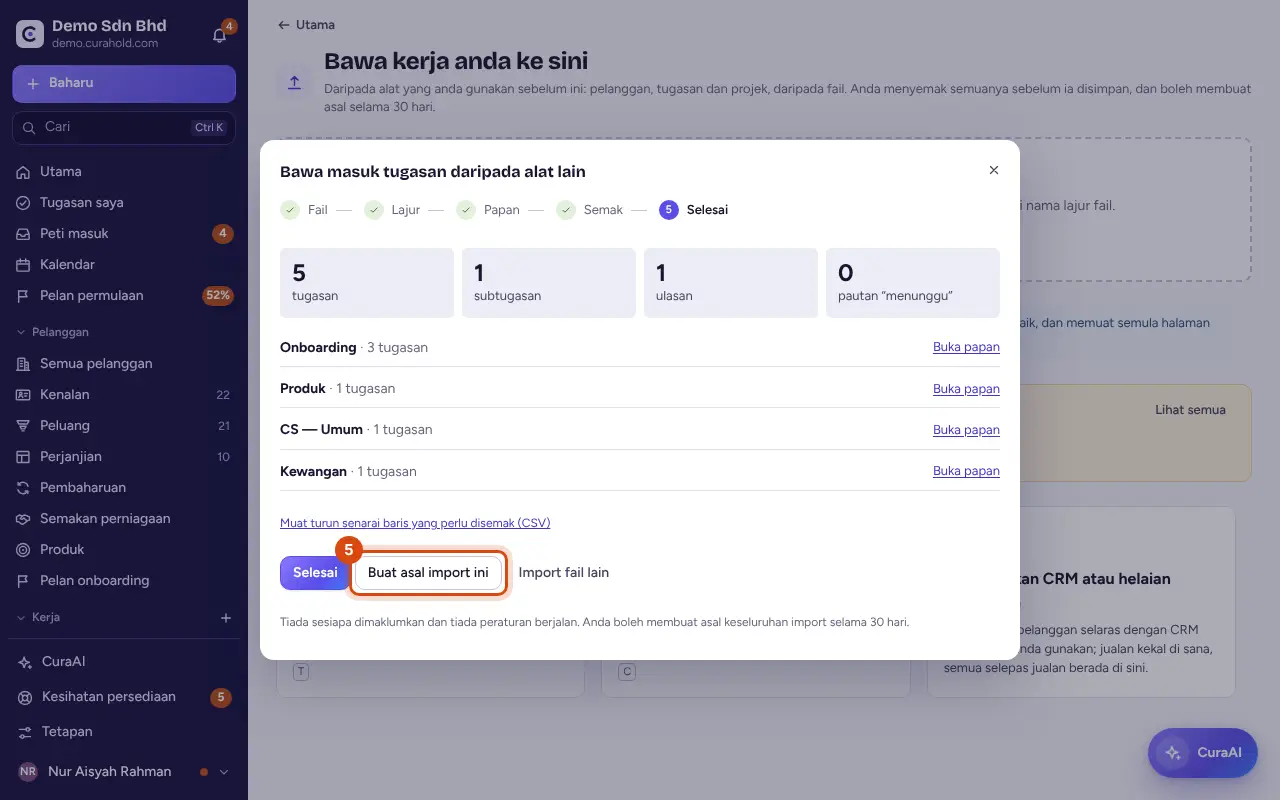 Demo Sdn Bhd
demo.curahold.com
4
Baharu
Cari
Ctrl K
Utama
Tugasan saya
Peti masuk
4
Kalendar
Pelan permulaan
52%
Pelanggan
Semua pelanggan
Kenalan
22
Peluang
21
Perjanjian
10
Pembaharuan
Semakan perniagaan
Produk
Pelan onboarding
Kerja
CuraAI
Kesihatan persediaan
5
Tetapan
NR
Nur Aisyah Rahman
Utama
Bawa kerja anda ke sini
Daripada alat yang anda gunakan sebelum ini: pelanggan, tugasan dan projek, daripada fail. Anda menyemak semuanya sebelum ia disimpan, dan boleh membuat
asal selama 30 hari.
i nama lajur fail.
aik, dan memuat semula halaman
Lihat semua
an CRM atau helaian
pelanggan selaras dengan CRM
nda gunakan; jualan kekal di sana,
semua selepas jualan berada di sini.
T
C
Bawa masuk tugasan daripada alat lain
Fail
Lajur
Papan
Semak
5
Selesai
5
tugasan
1
subtugasan
1
ulasan
0
pautan “menunggu”
Onboarding · 3 tugasan
Buka papan
Produk · 1 tugasan
Buka papan
CS — Umum · 1 tugasan
Buka papan
Kewangan · 1 tugasan
Buka papan
Muat turun senarai baris yang perlu disemak (CSV)
5
Selesai
Buat asal import ini
Import fail lain
Tiada sesiapa dimaklumkan dan tiada peraturan berjalan. Anda boleh membuat asal keseluruhan import selama 30 hari.
CuraAI